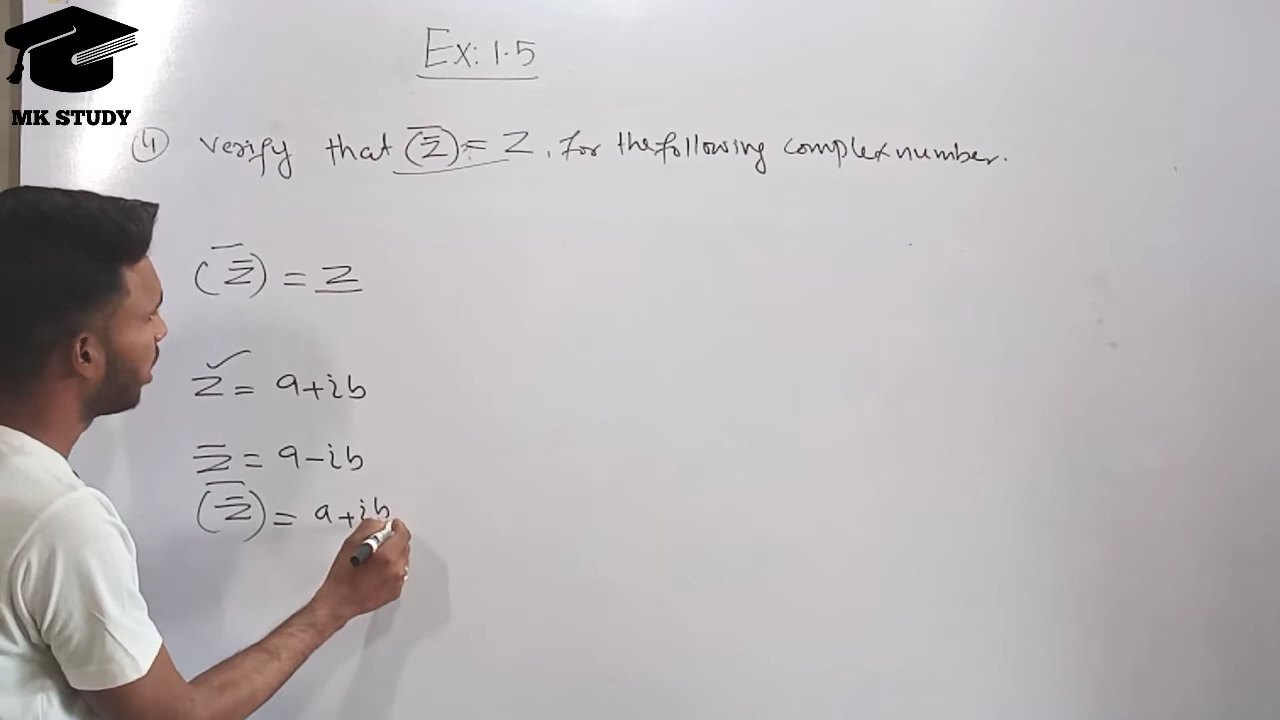 MK STUDY
Ex: 1.5
④ Verify that (z̅)̅ = z, for the following complex number.
(z̅)̅ = z
z = a+ib
z̅ = a-ib
(z̅)̅ = a+ib